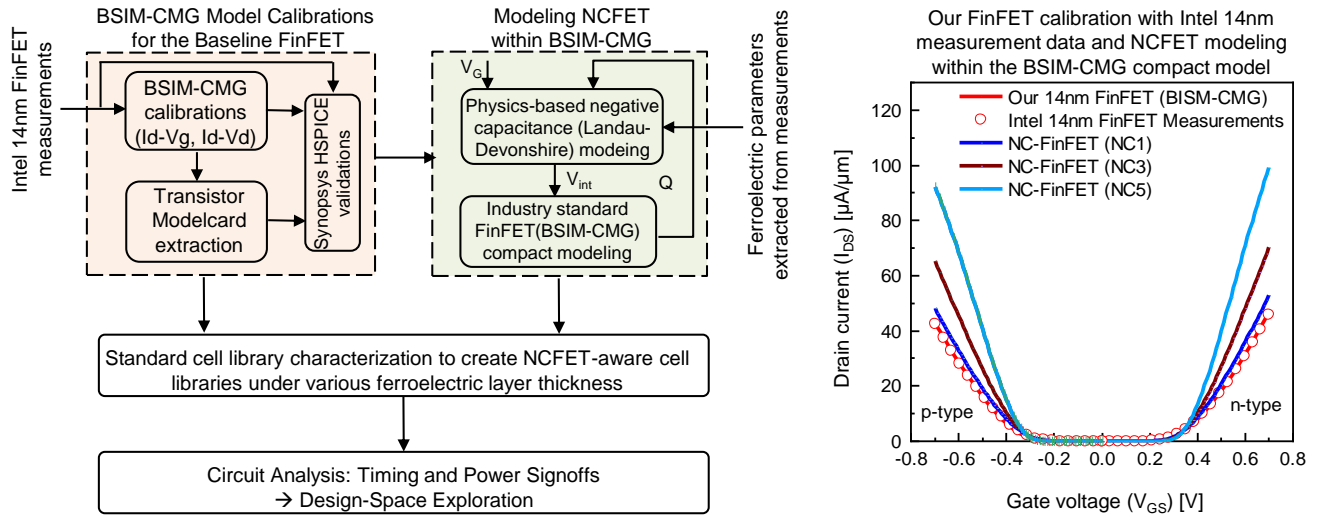 BSIM-CMG Model Calibrations
for the Baseline FinFET
Intel 14nm FinFET
measurements
BSIM-CMG
calibrations
(Id-Vg, Id-Vd)
Transistor
Modelcard
extraction
Synopsys HSPICE
validations
Modeling NCFET
within BSIM-CMG
V_G
Physics-based negative
capacitance (Landau-
Devonshire) modeing
V_int
Q
Industry standard
FinFET(BSIM-CMG)
compact modeling
Ferroelectric parameters
extracted from measurements
Standard cell library characterization to create NCFET-aware cell
libraries under various ferroelectric layer thickness
Circuit Analysis: Timing and Power Signoffs
→ Design-Space Exploration
Our FinFET calibration with Intel 14nm
measurement data and NCFET modeling
within the BSIM-CMG compact model
Our 14nm FinFET (BISM-CMG)
Intel 14nm FinFET Measurements
NC-FinFET (NC1)
NC-FinFET (NC3)
NC-FinFET (NC5)
Drain current (I_DS) [µA/µm]
120
100
80
60
40
20
0
p-type
n-type
-0.8 -0.6 -0.4 -0.2 0.0 0.2 0.4 0.6 0.8
Gate voltage (V_GS) [V]